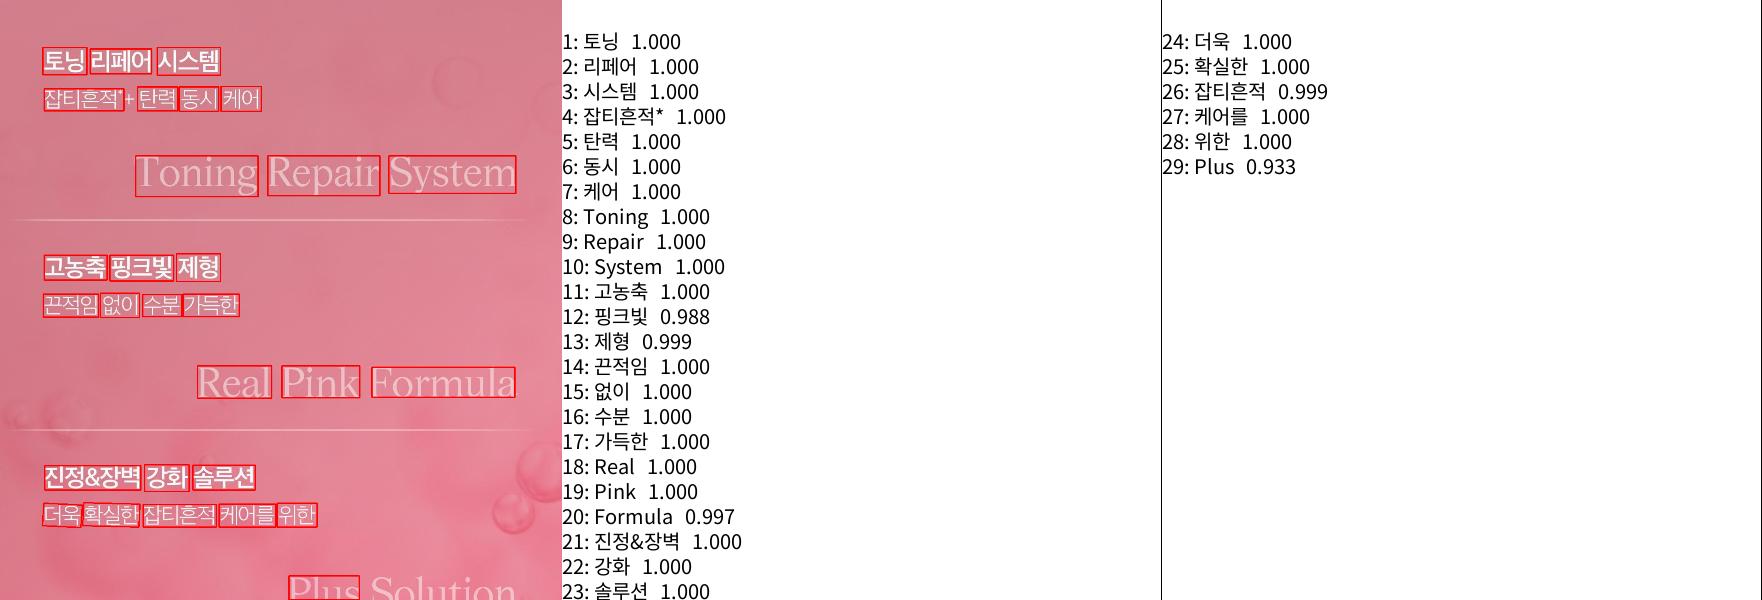 토닝 리페어 시스템
잡티흔적*+ 탄력 동시 케어
Toning Repair System
고농축 핑크빛 제형
끈적임 없이 수분 가득한
Real Pink Formula
진정&장벽 강화 솔루션
더욱 확실한 잡티흔적 케어를 위한
Plus Solution
1: 토닝 1.000
2: 리페어 1.000
3: 시스템 1.000
4: 잡티흔적* 1.000
5: 탄력 1.000
6: 동시 1.000
7: 케어 1.000
8: Toning 1.000
9: Repair 1.000
10: System 1.000
11: 고농축 1.000
12: 핑크빛 0.988
13: 제형 0.999
14: 끈적임 1.000
15: 없이 1.000
16: 수분 1.000
17: 가득한 1.000
18: Real 1.000
19: Pink 1.000
20: Formula 0.997
21: 진정&장벽 1.000
22: 강화 1.000
23: 솔루션 1.000
24: 더욱 1.000
25: 확실한 1.000
26: 잡티흔적 0.999
27: 케어를 1.000
28: 위한 1.000
29: Plus 0.933